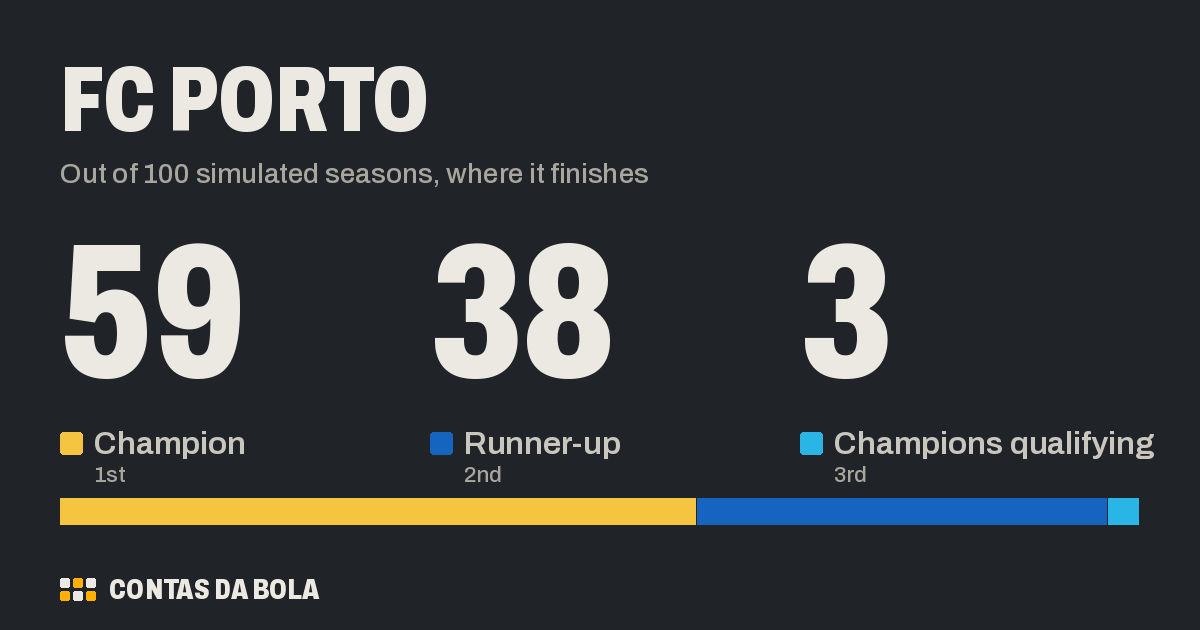 FC PORTO
Out of 100 simulated seasons, where it finishes
59 38 3
Champion Runner-up Champions qualifying
1st 2nd 3rd
CONTAS DA BOLA